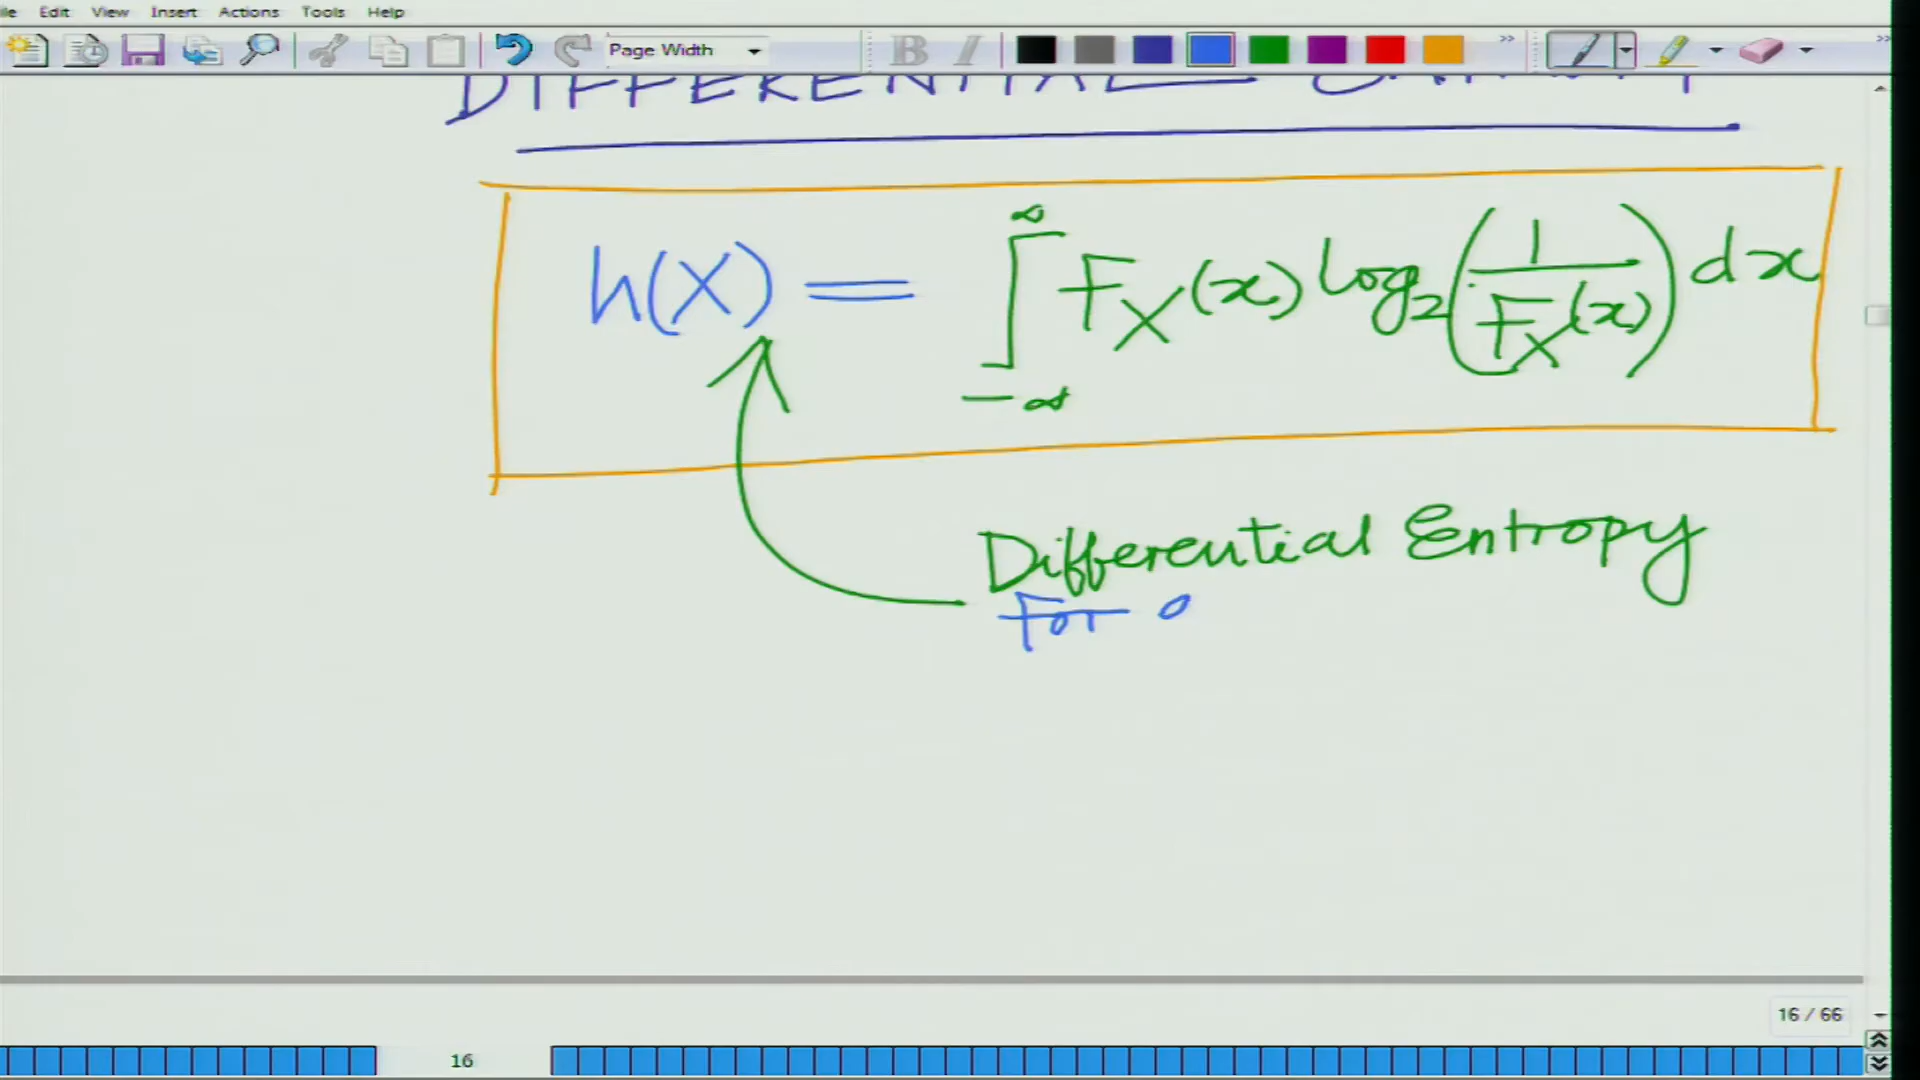 Edit View Insert Actions Tools Help
Page Width
DIFFERENTIAL
h(X) = ∫_{-∞}^{∞} F_X(x) log_2(1/F_X(x)) dx
Differential Entropy
For a
16 / 66
16